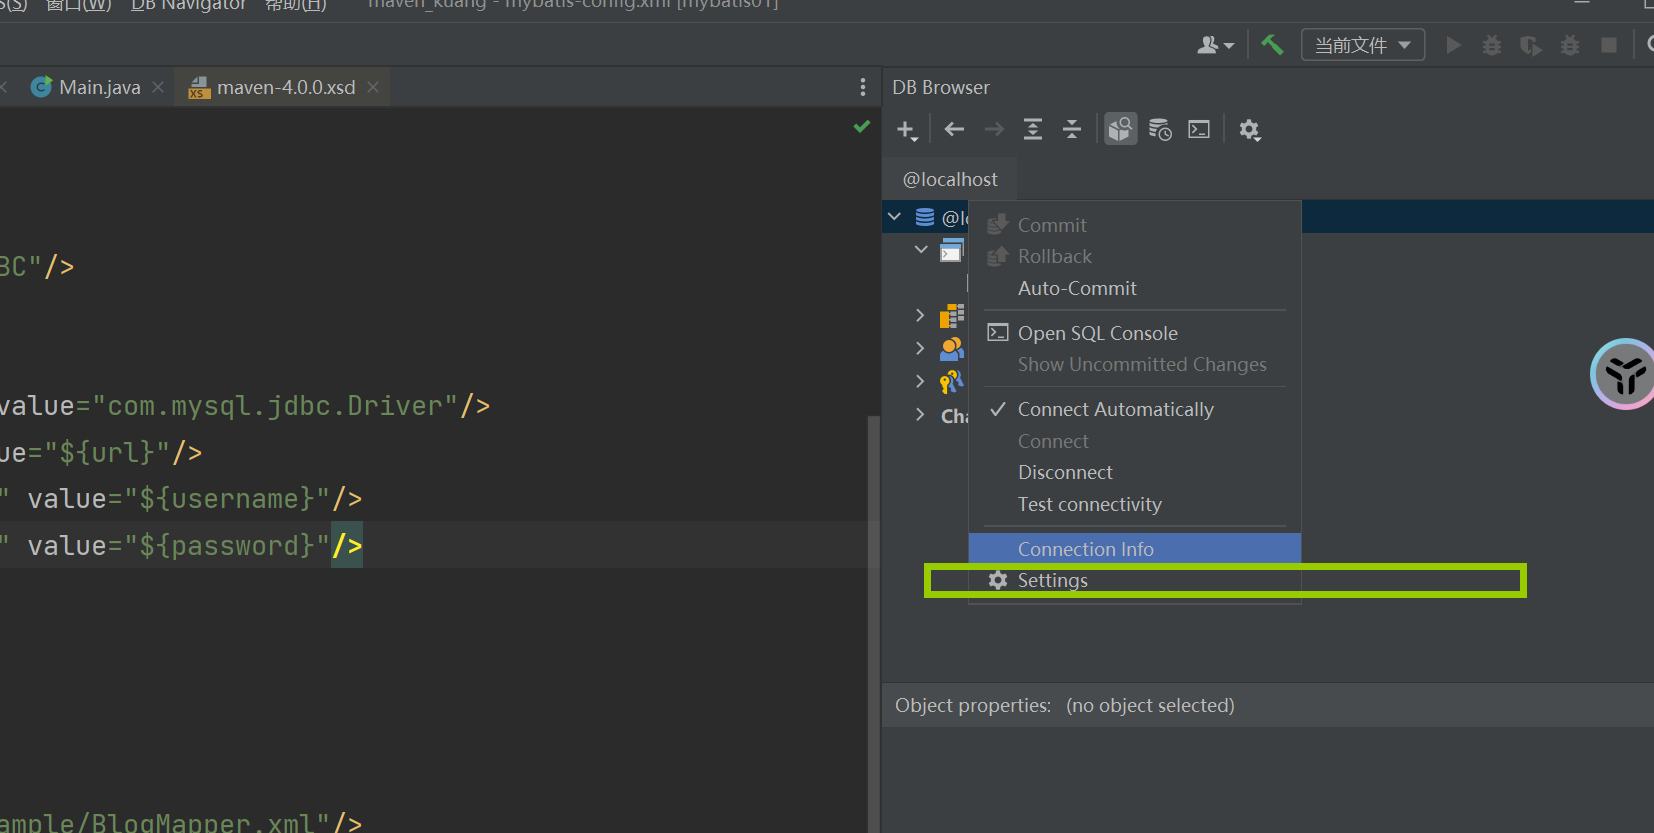 (S) 窗口(W) DB Navigator 帮助(H) maven_kuang - mybatis-config.xml [mybatis01]
当前文件
Main.java maven-4.0.0.xsd
DB Browser
@localhost
@lo
Commit
BC"/>
Rollback
Auto-Commit
Open SQL Console
Show Uncommitted Changes
value="com.mysql.jdbc.Driver"/>
Connect Automatically
Cha
Connect
ue="${url}"/>
Disconnect
" value="${username}"/>
Test connectivity
" value="${password}"/>
Connection Info
Settings
Object properties: (no object selected)
ample/BlogMapper.xml"/>